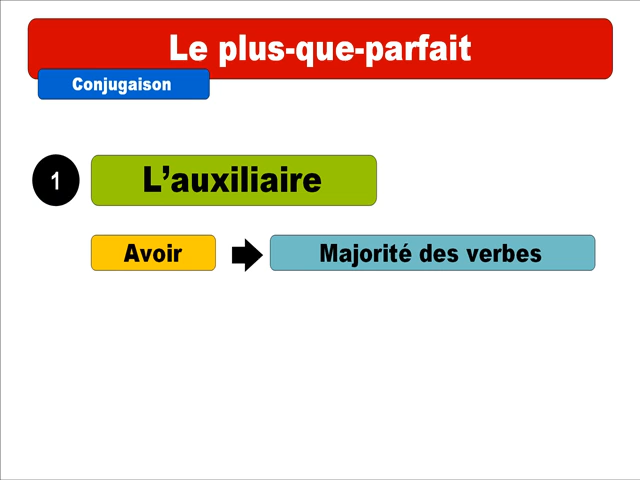 Le plus-que-parfait
Conjugaison
1
L’auxiliaire
Avoir
Majorité des verbes